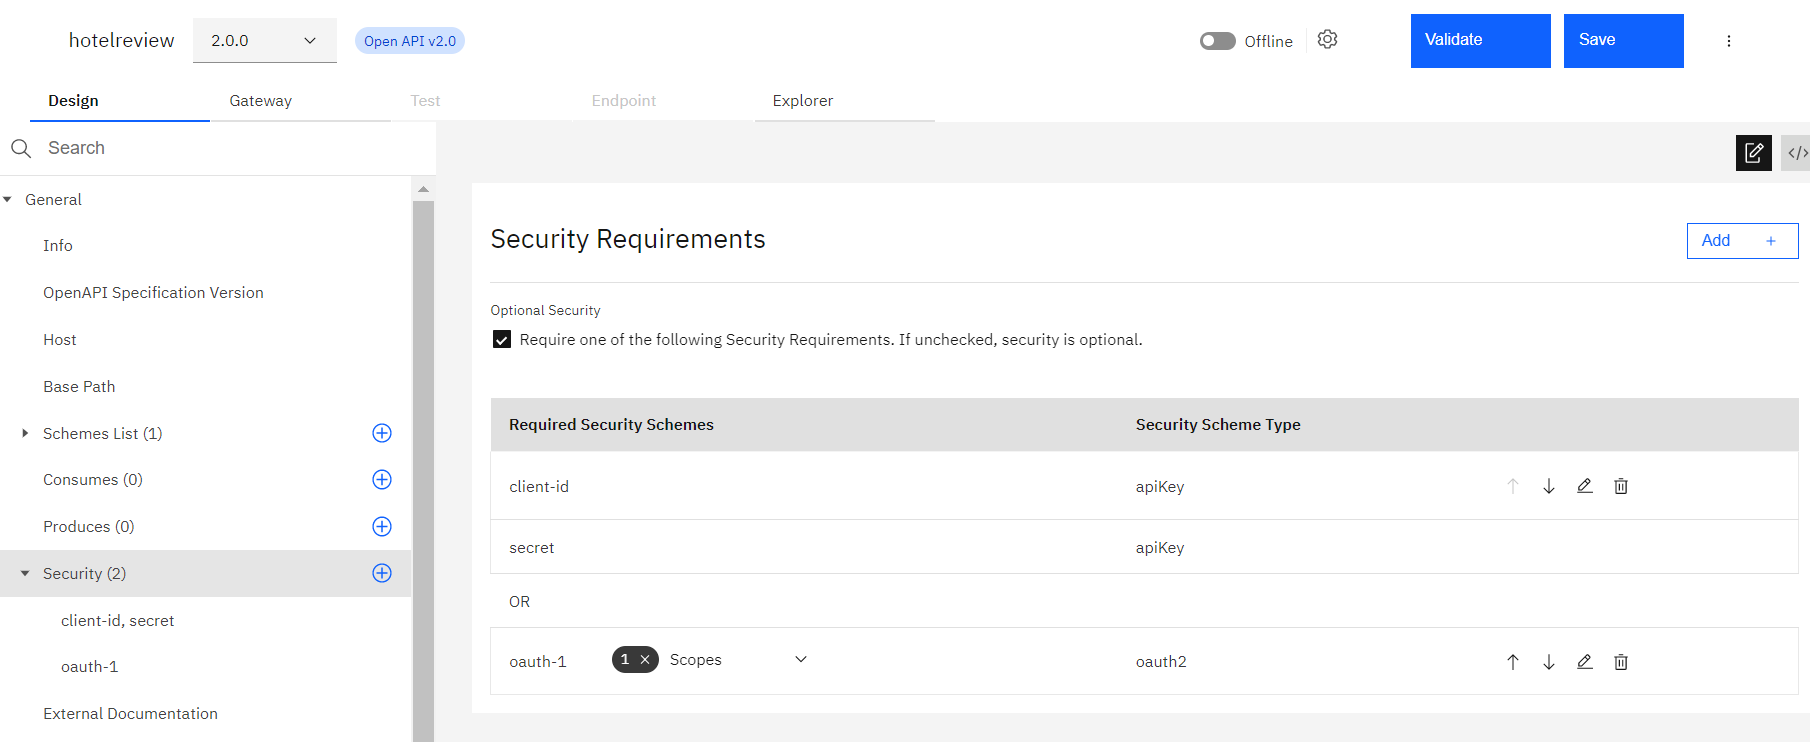 hotelreview 2.0.0 Open API v2.0 Offline Validate Save
Design Gateway Test Endpoint Explorer
Search
General
Info
OpenAPI Specification Version
Host
Base Path
Schemes List (1)
Consumes (0)
Produces (0)
Security (2)
client-id, secret
oauth-1
External Documentation
</>
Security Requirements Add +
Optional Security
Require one of the following Security Requirements. If unchecked, security is optional.
Required Security Schemes Security Scheme Type
client-id apiKey
secret apiKey
OR
oauth-1 1 × Scopes oauth2